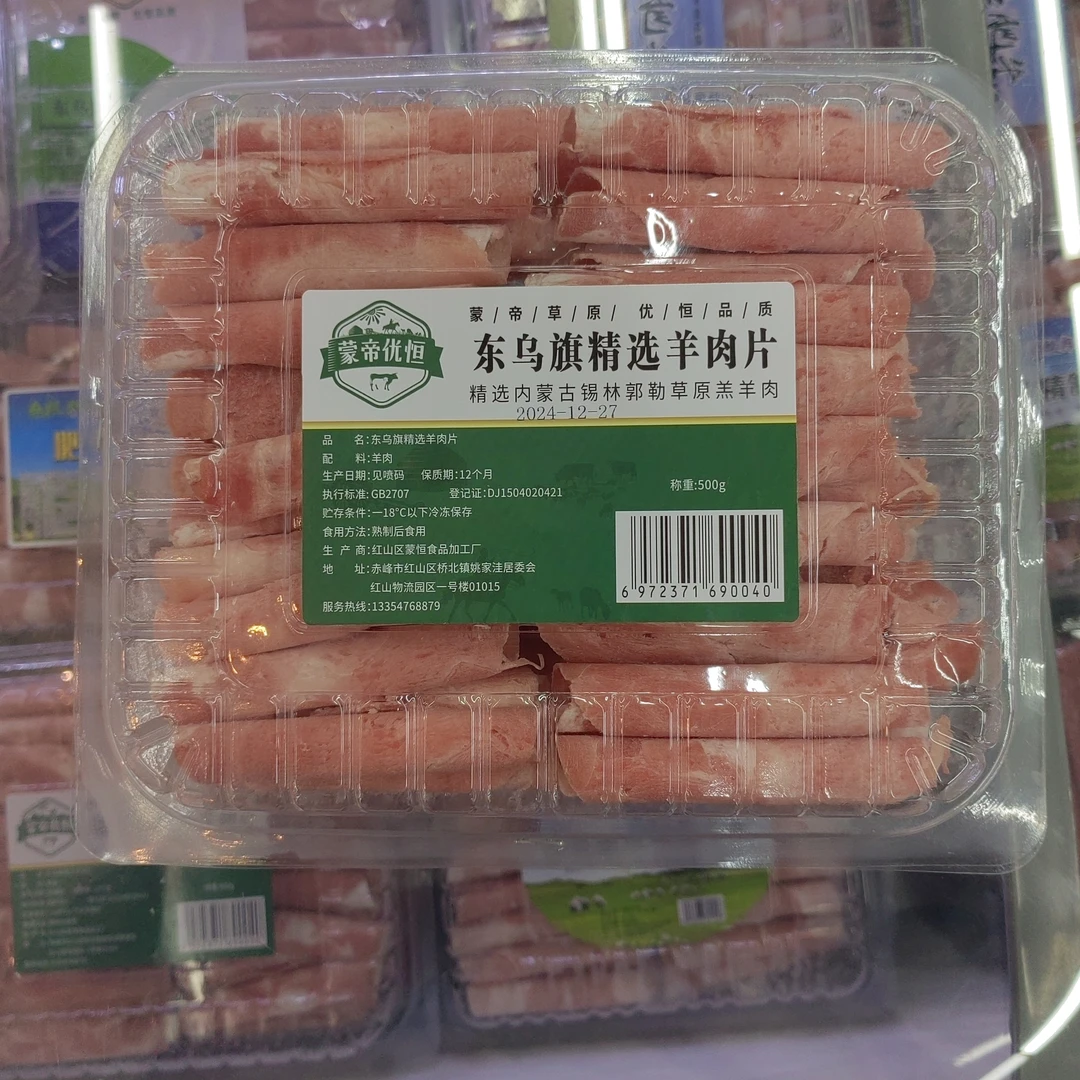 蒙/帝/草/原/ 优/恒/品/质
蒙帝优恒
东乌旗精选羊肉片
精选内蒙古锡林郭勒草原羔羊肉
2024-12-27
品 名:东乌旗精选羊肉片
配 料:羊肉
生产日期:见喷码 保质期:12个月
执行标准:GB2707 登记证:DJ1504020421
称重:500g
贮存条件:一18℃以下冷冻保存
食用方法:熟制后食用
生 产 商:红山区蒙恒食品加工厂
地 址:赤峰市红山区桥北镇姚家洼居委会
红山物流园区一号楼01015
服务热线:13354768879
6 972371 690040
肥